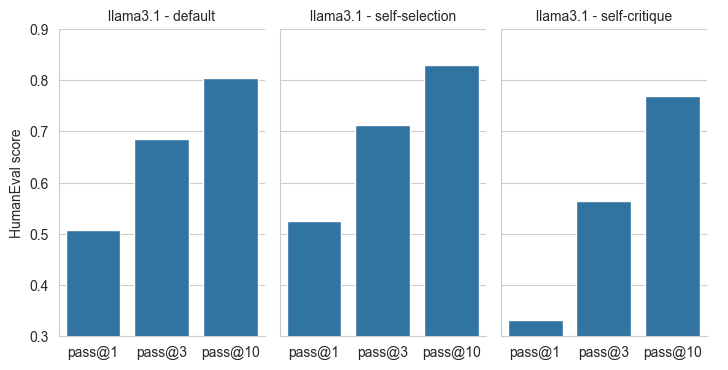 llama3.1 - default
llama3.1 - self-selection
llama3.1 - self-critique
HumanEval score
0.9
0.8
0.7
0.6
0.5
0.4
0.3
pass@1 pass@3 pass@10
pass@1 pass@3 pass@10
pass@1 pass@3 pass@10